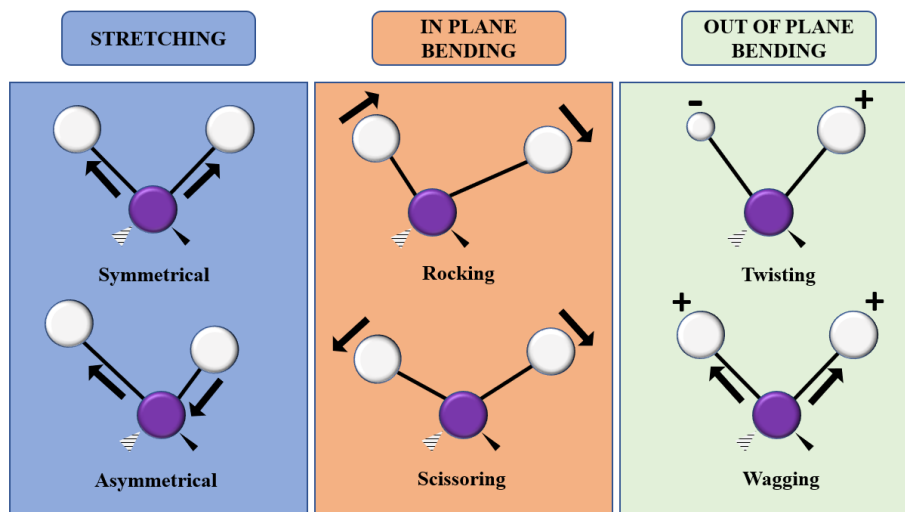 STRETCHING
IN PLANE
BENDING
OUT OF PLANE
BENDING
Symmetrical
Asymmetrical
Rocking
Scissoring
- +
Twisting
+ +
Wagging